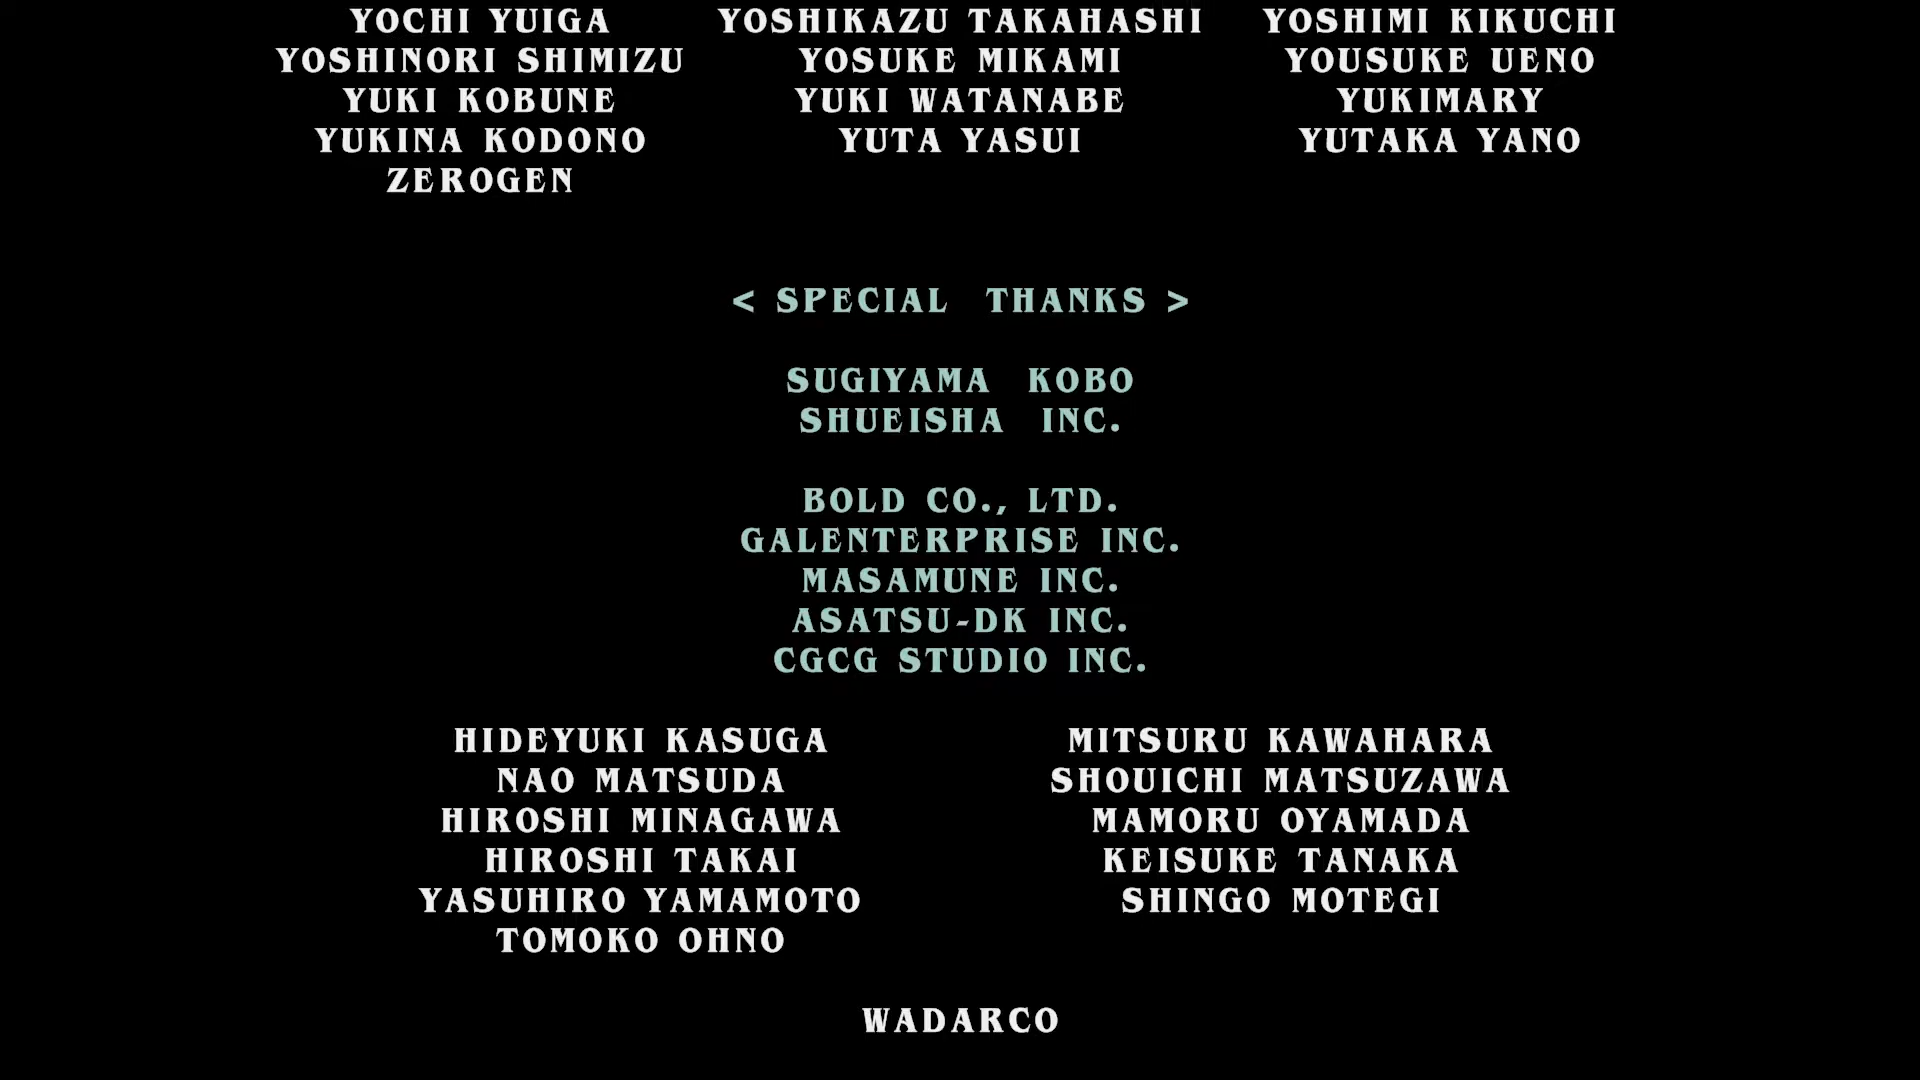 YOCHI YUIGA YOSHIKAZU TAKAHASHI YOSHIMI KIKUCHI
YOSHINORI SHIMIZU YOSUKE MIKAMI YOUSUKE UENO
YUKI KOBUNE YUKI WATANABE YUKIMARY
YUKINA KODONO YUTA YASUI YUTAKA YANO
ZEROGEN
< SPECIAL THANKS >
SUGIYAMA KOBO
SHUEISHA INC.
BOLD CO., LTD.
GALENTERPRISE INC.
MASAMUNE INC.
ASATSU-DK INC.
CGCG STUDIO INC.
HIDEYUKI KASUGA MITSURU KAWAHARA
NAO MATSUDA SHOUICHI MATSUZAWA
HIROSHI MINAGAWA MAMORU OYAMADA
HIROSHI TAKAI KEISUKE TANAKA
YASUHIRO YAMAMOTO SHINGO MOTEGI
TOMOKO OHNO
WADARCO